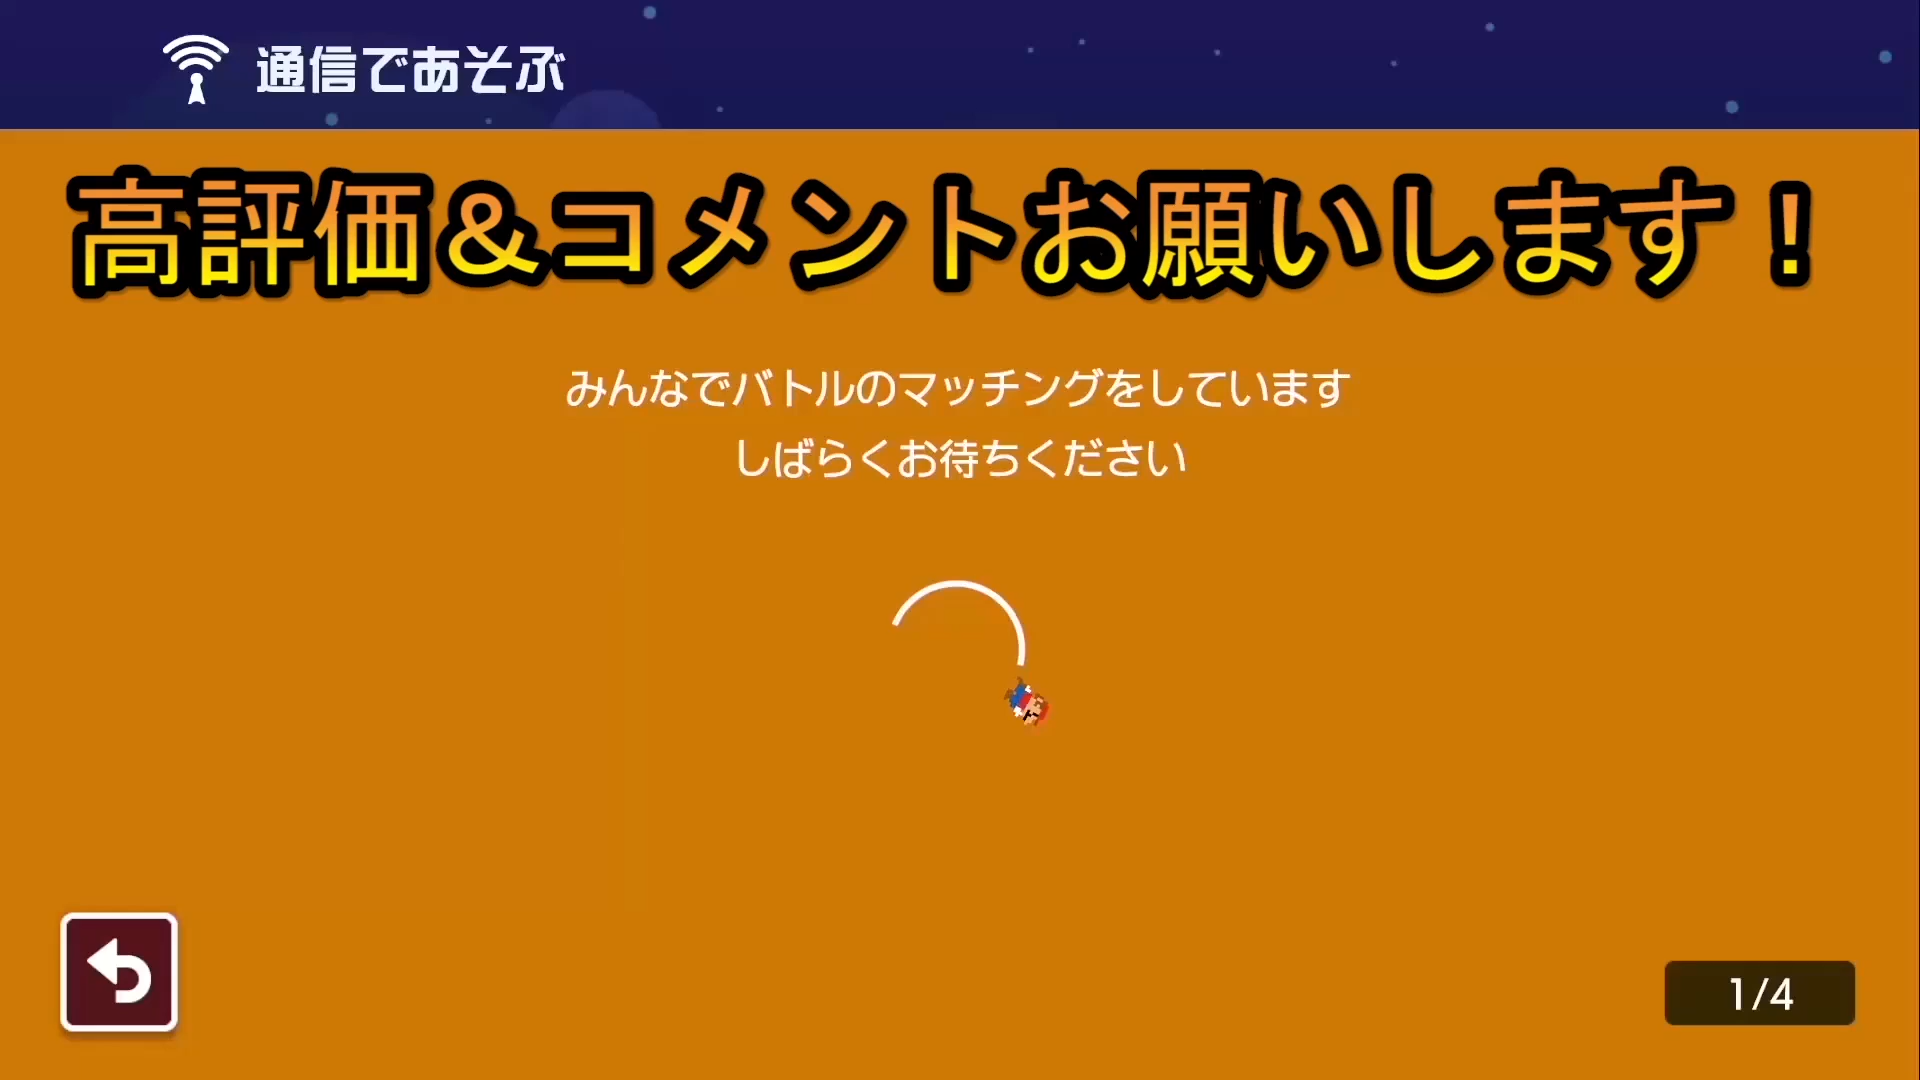 通信であそぶ
高評価&コメントお願いします！
みんなでバトルのマッチングをしています
しばらくお待ちください
1/4